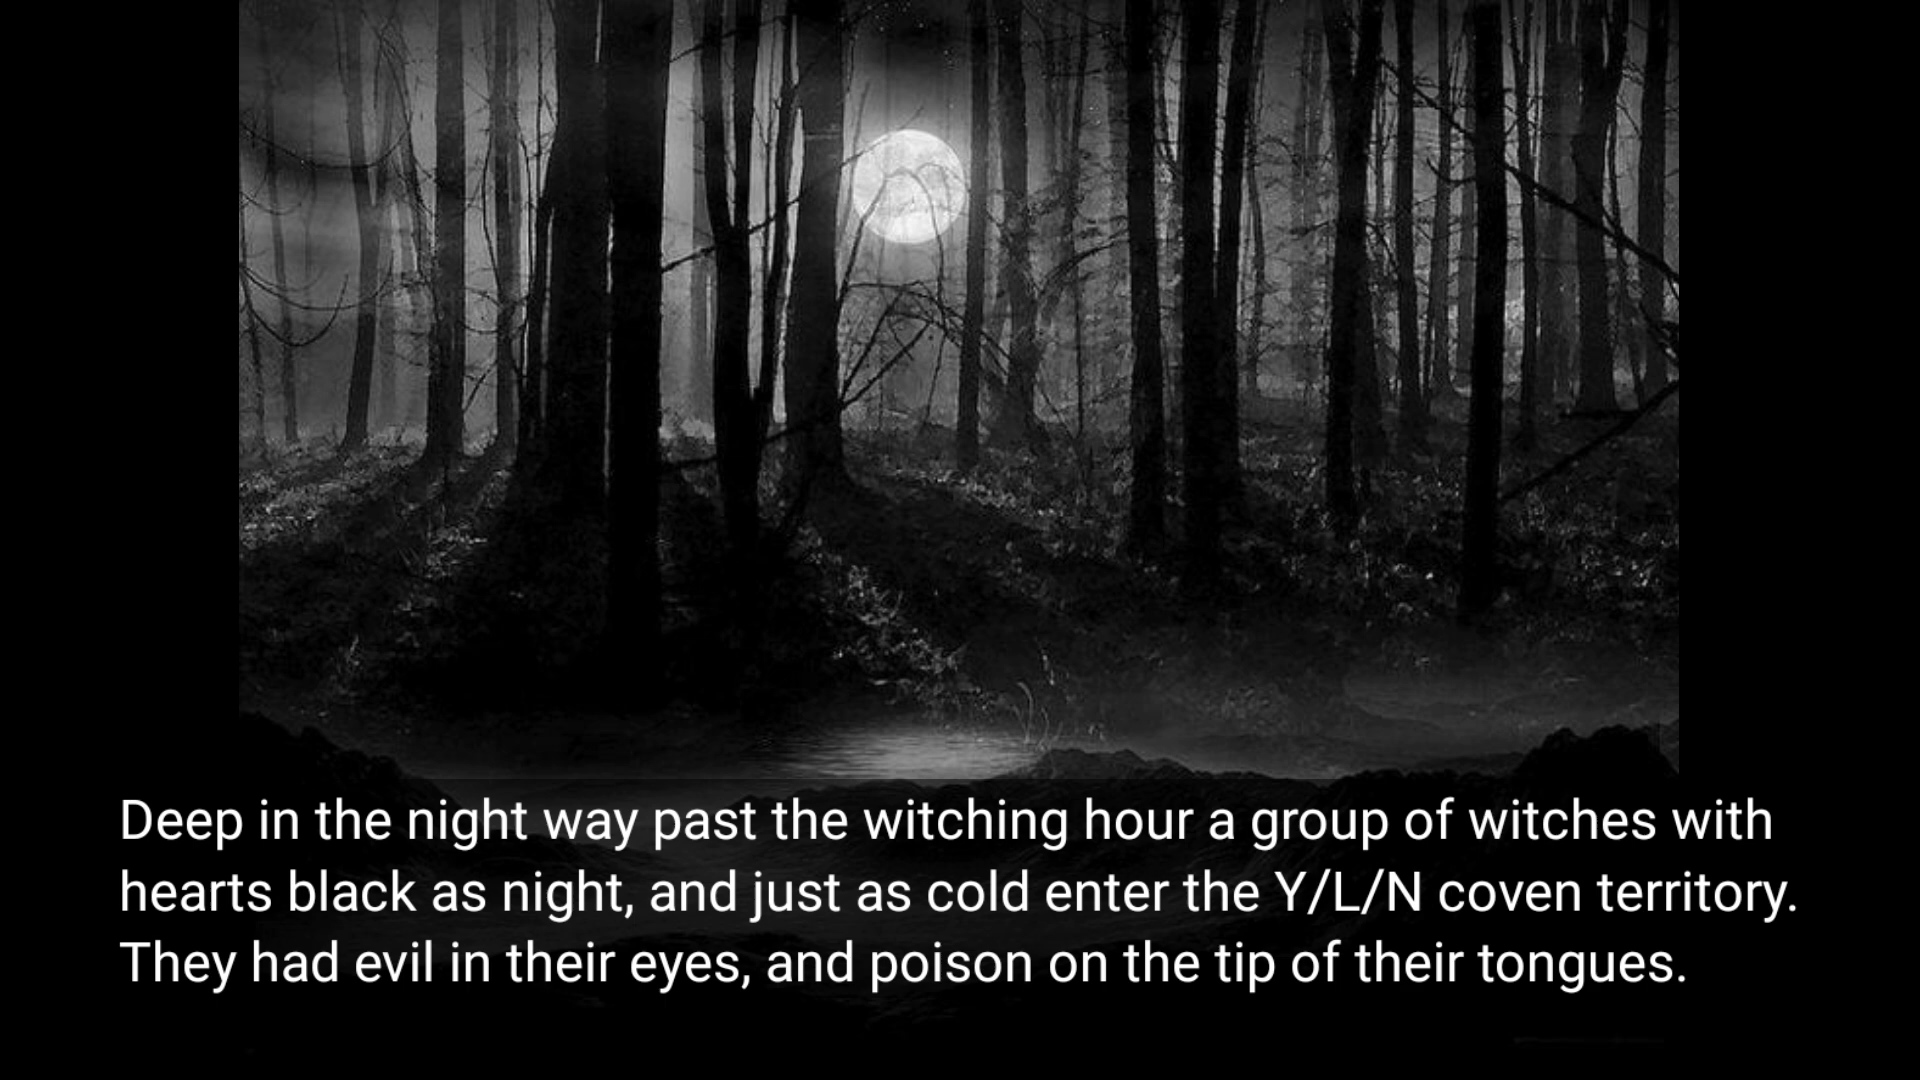 Deep in the night way past the witching hour a group of witches with
hearts black as night, and just as cold enter the Y/L/N coven territory.
They had evil in their eyes, and poison on the tip of their tongues.